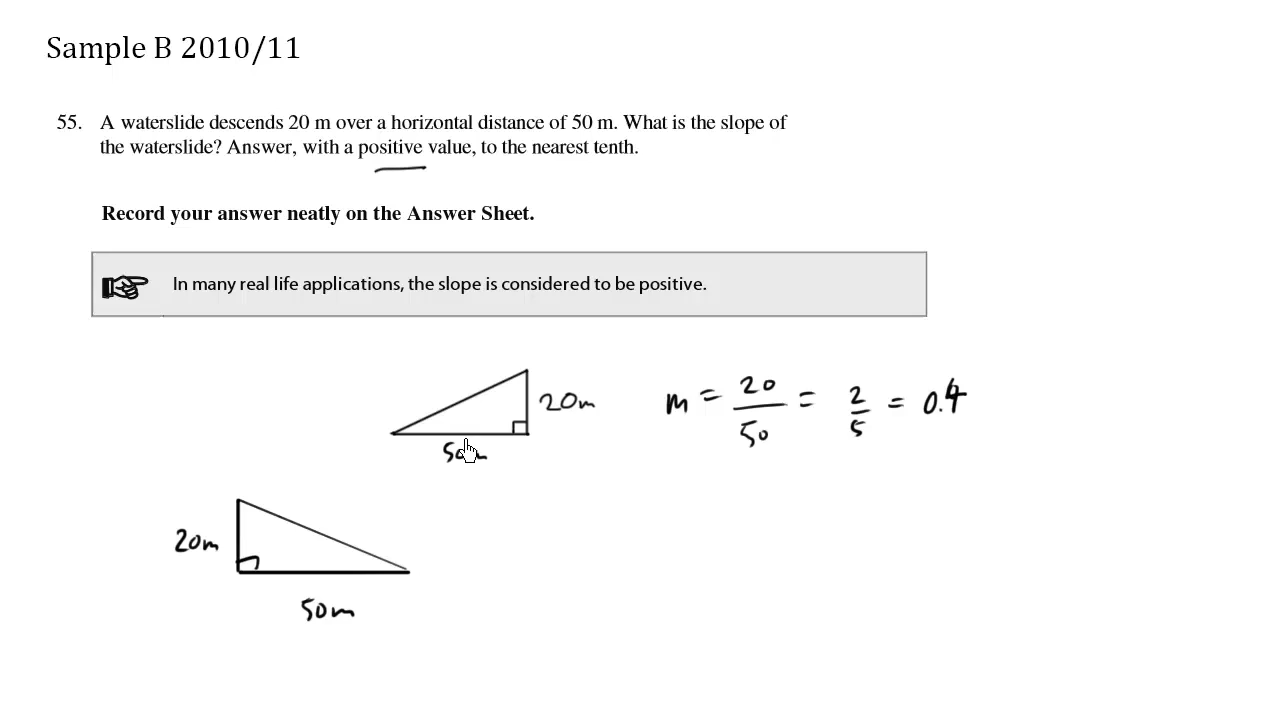 Sample B 2010/11
55. A waterslide descends 20 m over a horizontal distance of 50 m. What is the slope of
the waterslide? Answer, with a positive value, to the nearest tenth.
Record your answer neatly on the Answer Sheet.
In many real life applications, the slope is considered to be positive.
20m
m = 20/50 = 2/5 = 0.4
50m
20m
50m